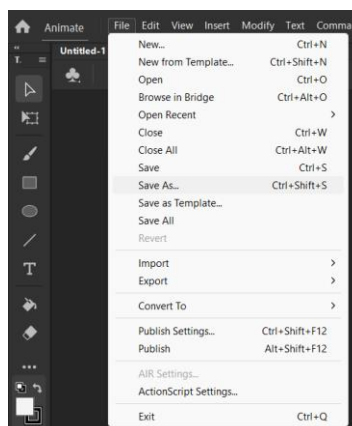 Animate File Edit View Insert Modify Text Comma
Untitled-1
New... Ctrl+N
New from Template... Ctrl+Shift+N
Open Ctrl+O
Browse in Bridge Ctrl+Alt+O
Open Recent >
Close Ctrl+W
Close All Ctrl+Alt+W
Save Ctrl+S
Save As... Ctrl+Shift+S
Save as Template...
Save All
Revert
Import >
Export >
Convert To >
Publish Settings... Ctrl+Shift+F12
Publish Alt+Shift+F12
AIR Settings...
ActionScript Settings...
Exit Ctrl+Q